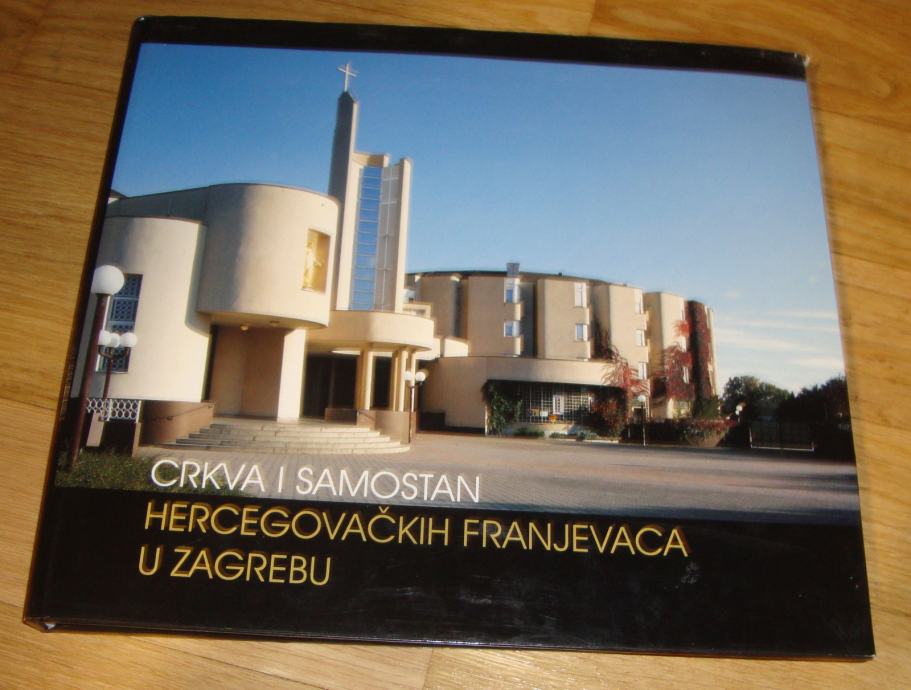 CRKVA I SAMOSTAN
HERCEGOVAČKIH FRANJEVACA
U ZAGREBU